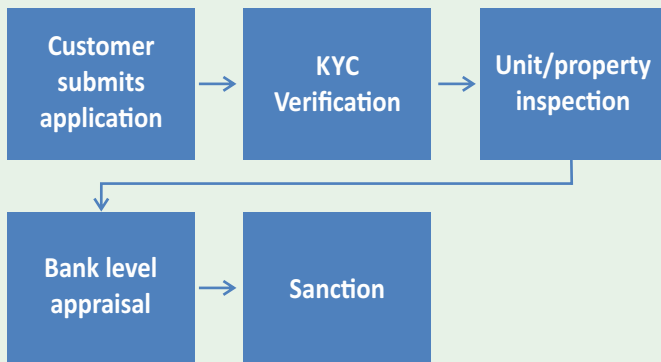 Customer
submits
application
KYC
Verification
Unit/property
inspection
Bank level
appraisal
Sanction